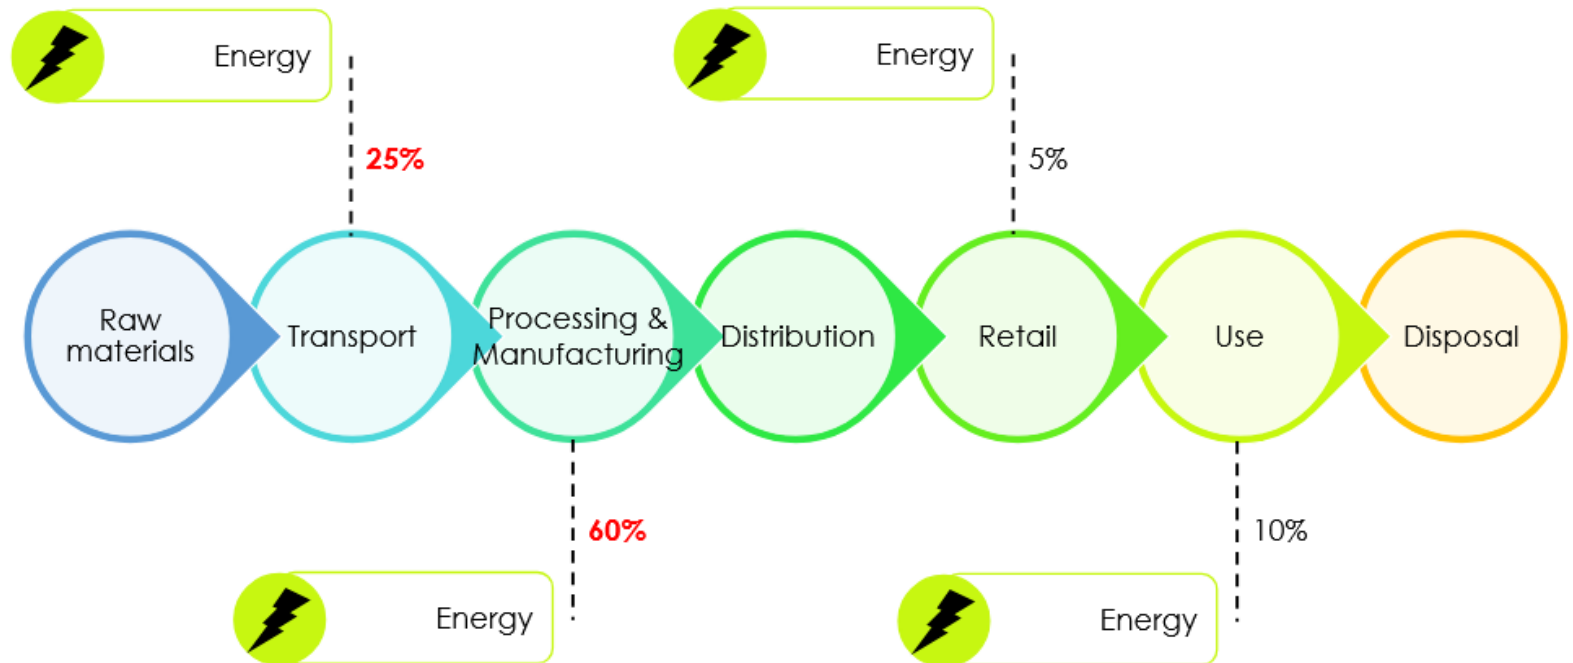 Energy
Energy
25%
5%
Raw
materials
Transport
Processing &
Manufacturing
Distribution
Retail
Use
Disposal
60%
10%
Energy
Energy